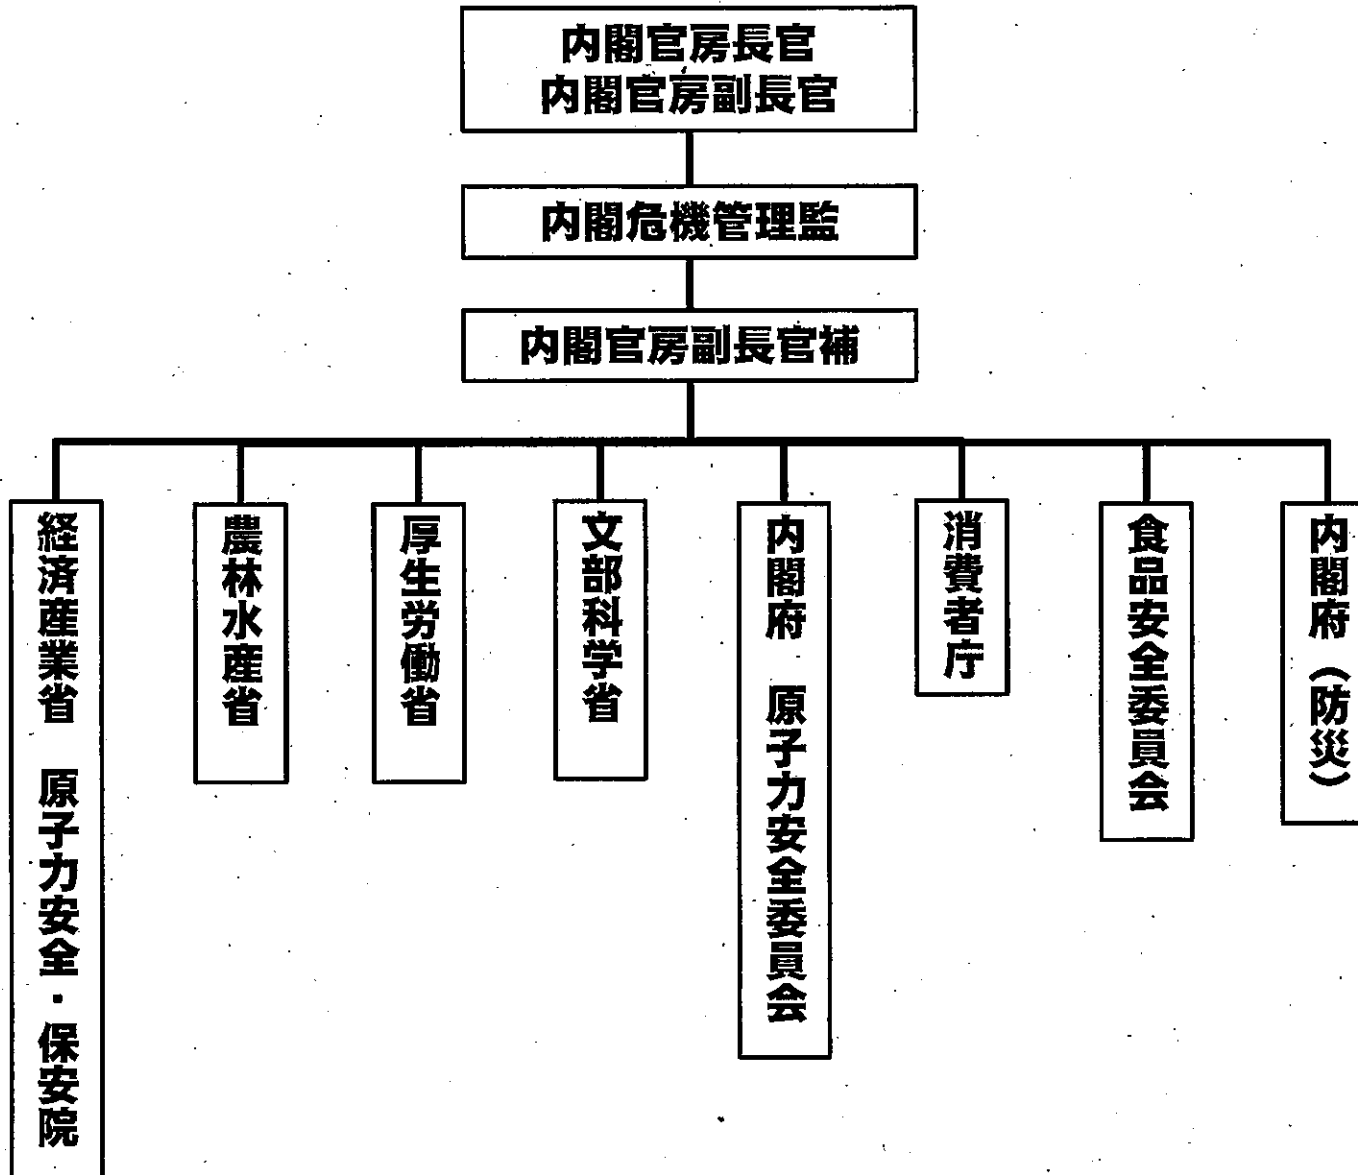 内閣官房長官
内閣官房副長官
内閣危機管理監
内閣官房副長官補
経済産業省　原子力安全・保安院
農林水産省
厚生労働省
文部科学省
内閣府　原子力安全委員会
消費者庁
食品安全委員会
内閣府（防災）